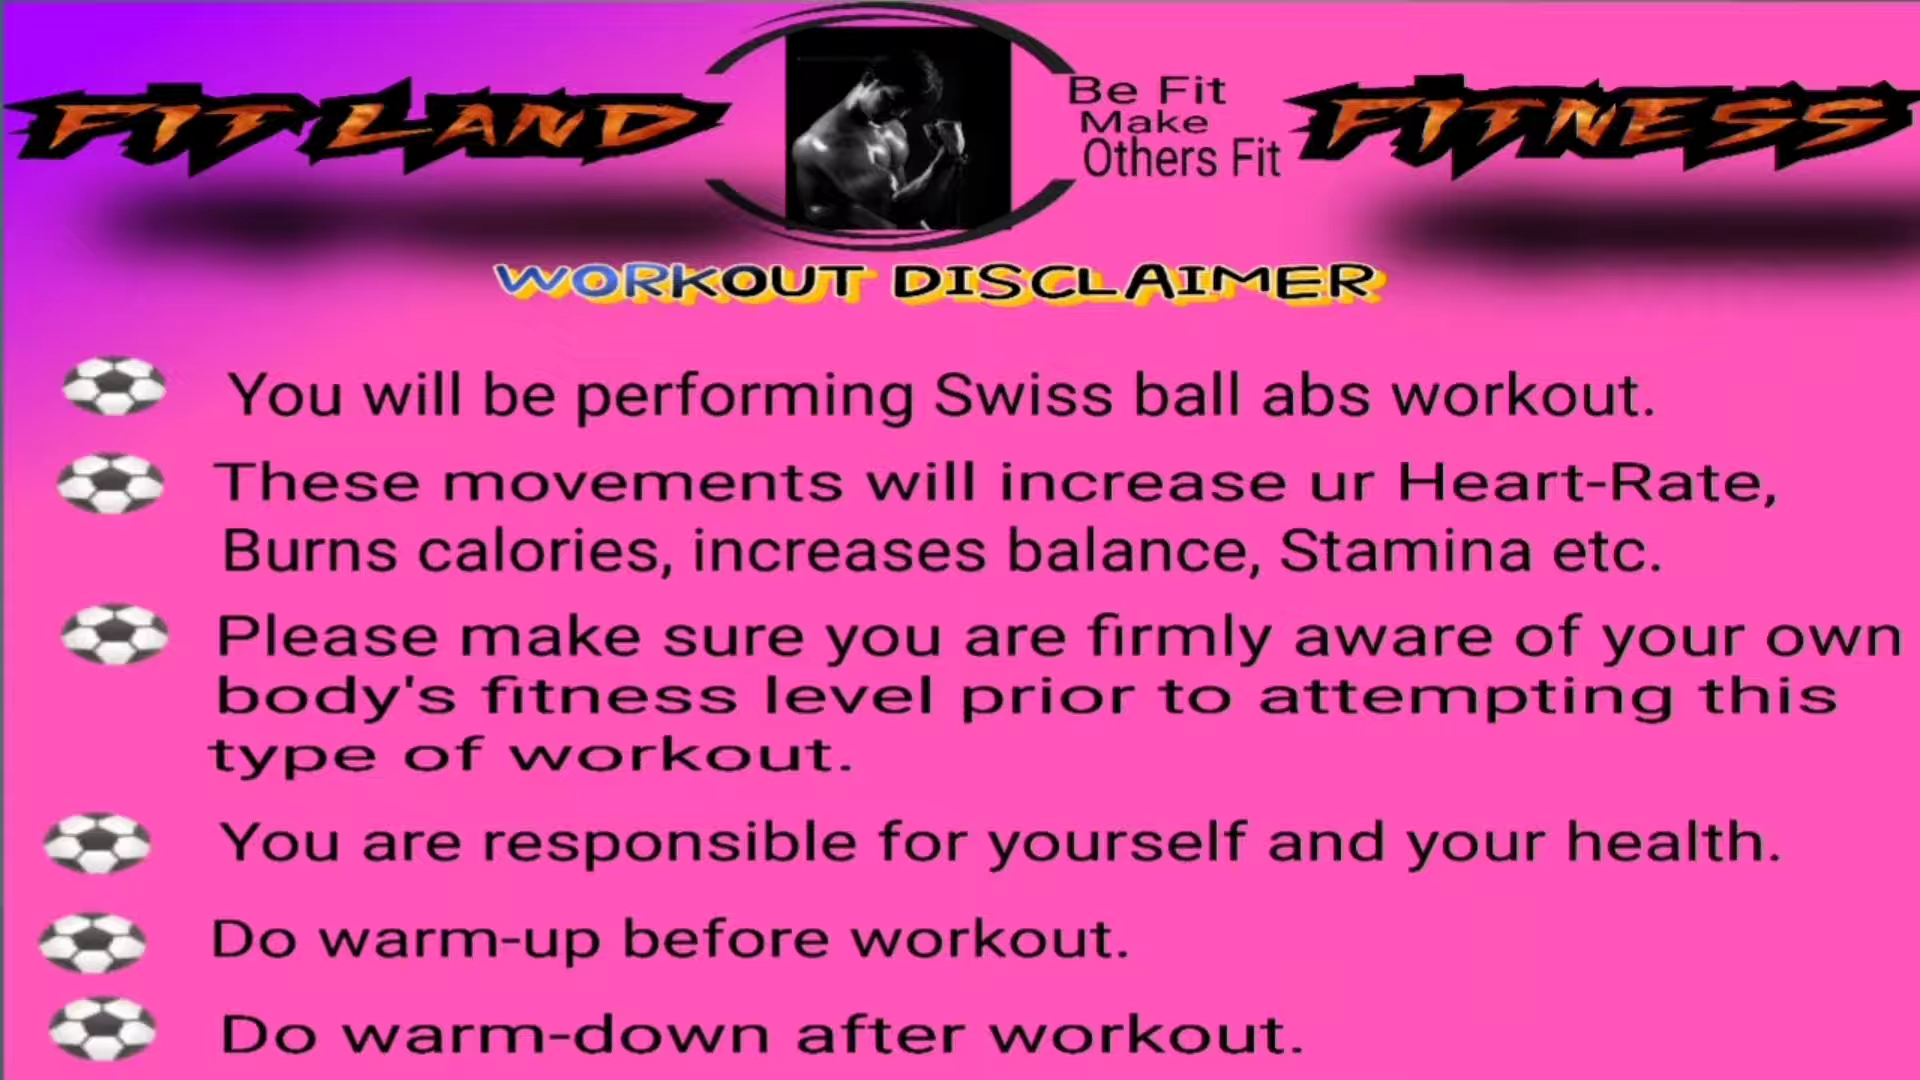 FIT LAND
Be Fit
Make
Others Fit
FITNESS
WORKOUT DISCLAIMER
You will be performing Swiss ball abs workout.
These movements will increase ur Heart-Rate,
Burns calories, increases balance, Stamina etc.
Please make sure you are firmly aware of your own
body's fitness level prior to attempting this
type of workout.
You are responsible for yourself and your health.
Do warm-up before workout.
Do warm-down after workout.